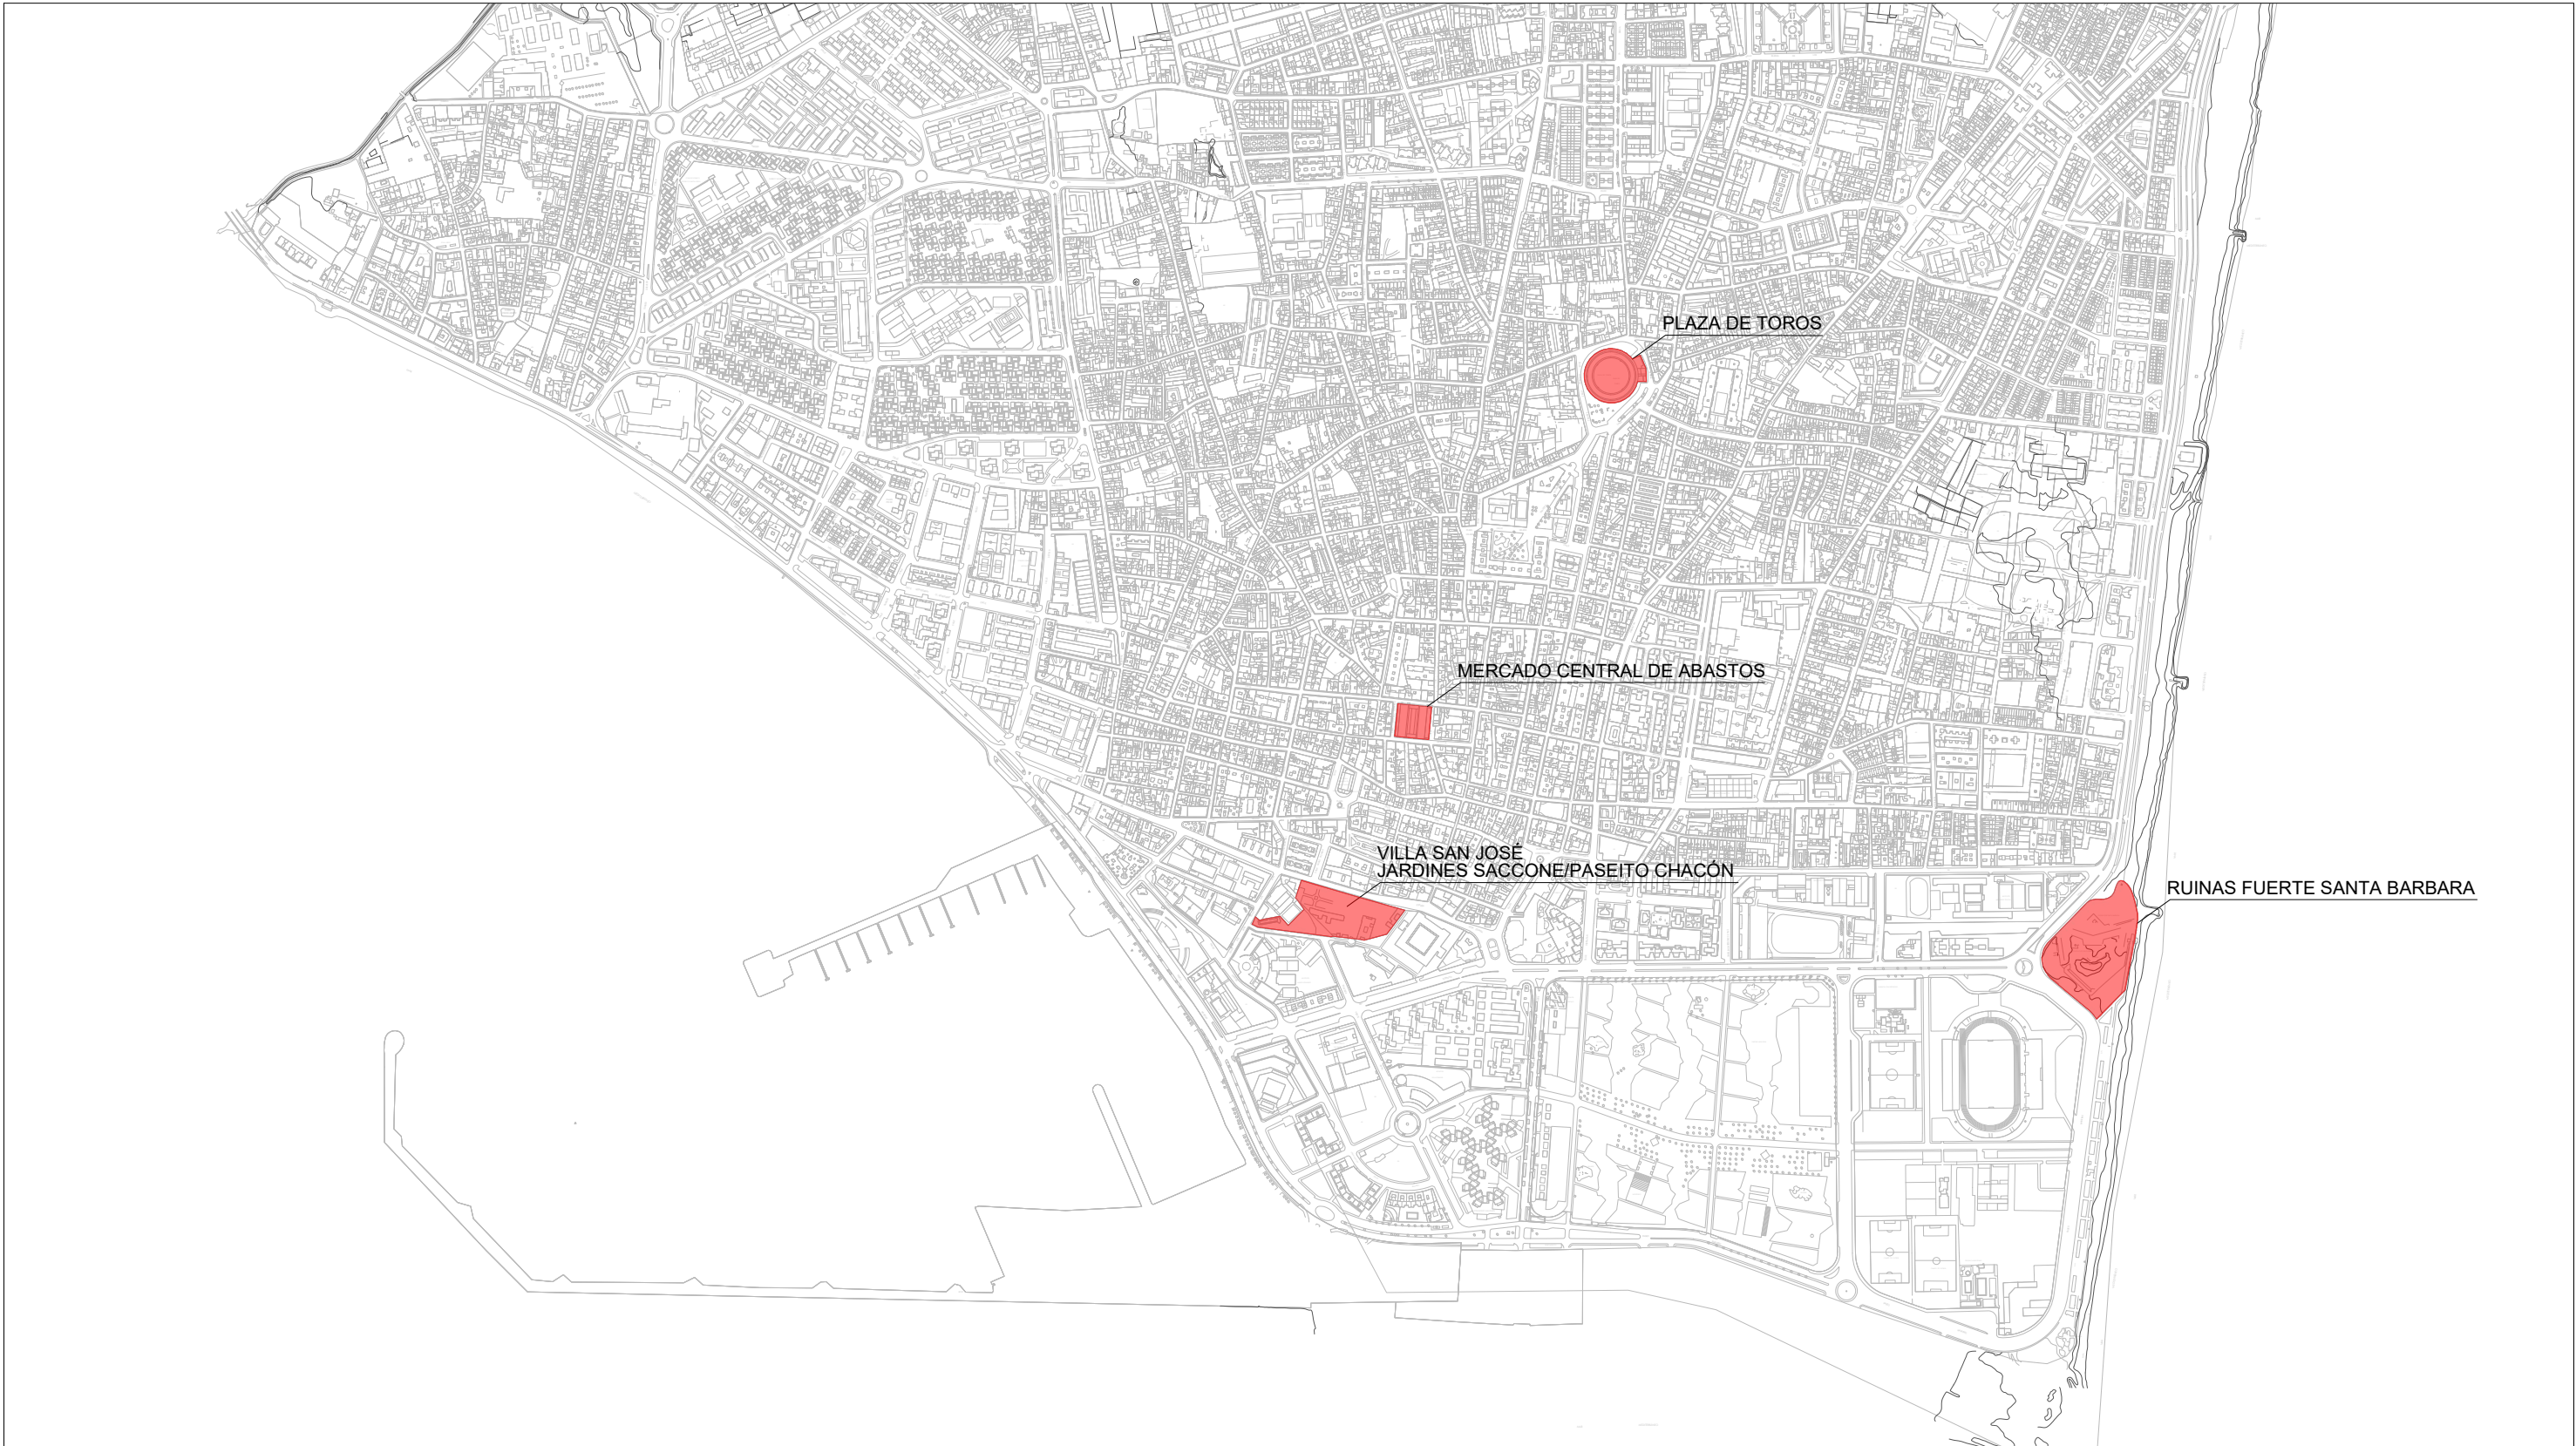 PLAZA DE TOROS
MERCADO CENTRAL DE ABASTOS
VILLA SAN JOSÉ
JARDINES SACCONE/PASEITO CHACÓN
RUINAS FUERTE SANTA BARBARA